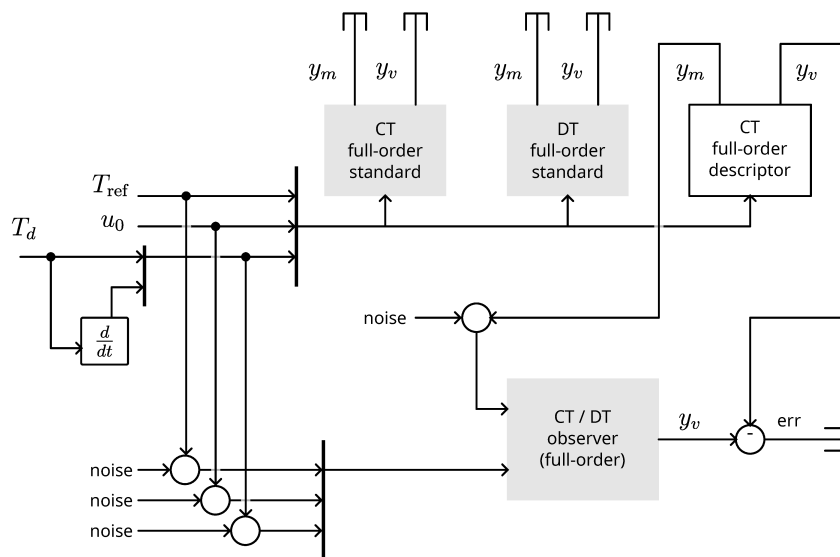 y_m y_v y_m y_v y_m y_v
CT
full-order
standard
DT
full-order
standard
CT
full-order
descriptor
T_ref
u_0
T_d
d/dt
noise
CT / DT
observer
(full-order)
y_v
-
err
noise
noise
noise